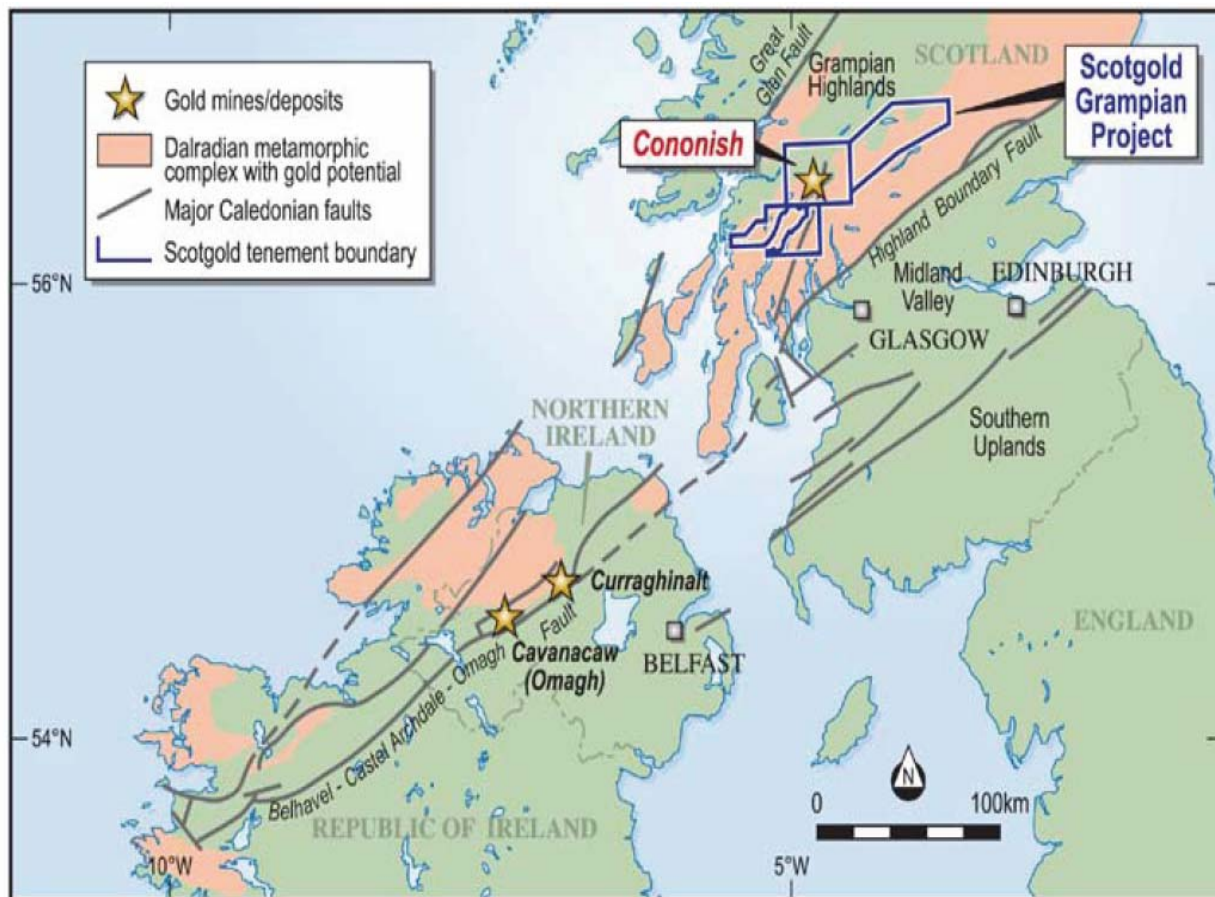 Gold mines/deposits
Dalradian metamorphic
complex with gold potential
Major Caledonian faults
Scotgold tenement boundary
Great
Glen Fault
Grampian
Highlands
SCOTLAND
Scotgold
Grampian
Project
Cononish
Highland Boundary Fault
56°N
Midland
Valley
EDINBURGH
GLASGOW
NORTHERN
IRELAND
Southern
Uplands
Curraghinalt
Cavanacaw
(Omagh)
BELFAST
ENGLAND
54°N
Belhavel - Castel Archdale - Omagh Fault
REPUBLIC OF IRELAND
N
0 100km
10°W
5°W